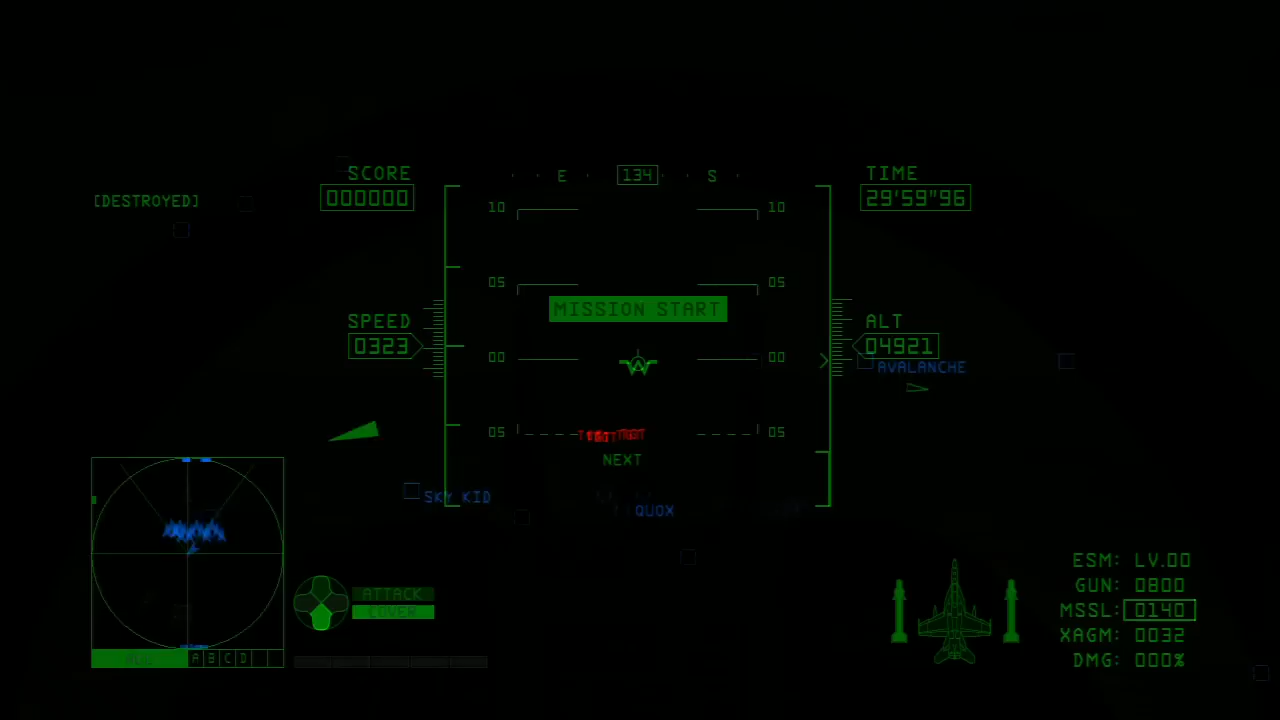 SCORE
000000
E
134
S
TIME
29'59"96
[DESTROYED]
10
10
05
05
MISSION START
SPEED
0323
ALT
04921
00
00
AVALANCHE
05
05
NEXT
SKY KID
QUOX
ATTACK
COVER
A B C D
ESM: LV.00
GUN: 0800
MSSL: 0140
XAGM: 0032
DMG: 000%